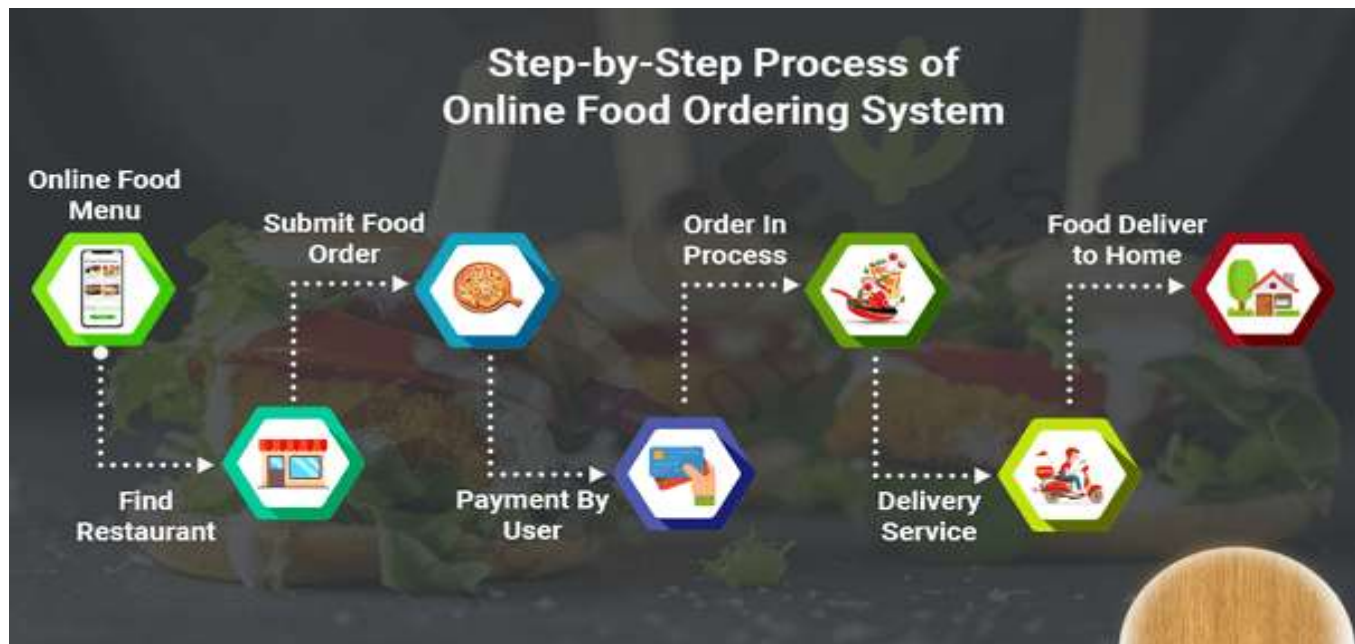 Step-by-Step Process of
Online Food Ordering System
Online Food
Menu
Find
Restaurant
Submit Food
Order
Payment By
User
Order In
Process
Delivery
Service
Food Deliver
to Home